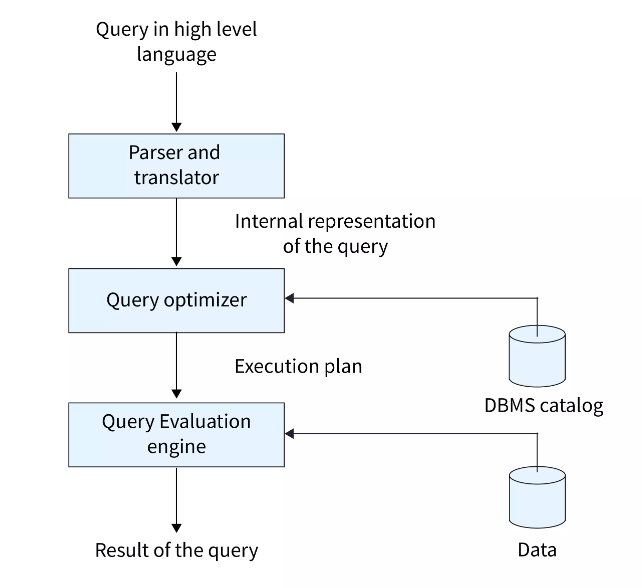 Query in high level
language
Parser and
translator
Internal representation
of the query
Query optimizer
Execution plan
DBMS catalog
Query Evaluation
engine
Result of the query
Data